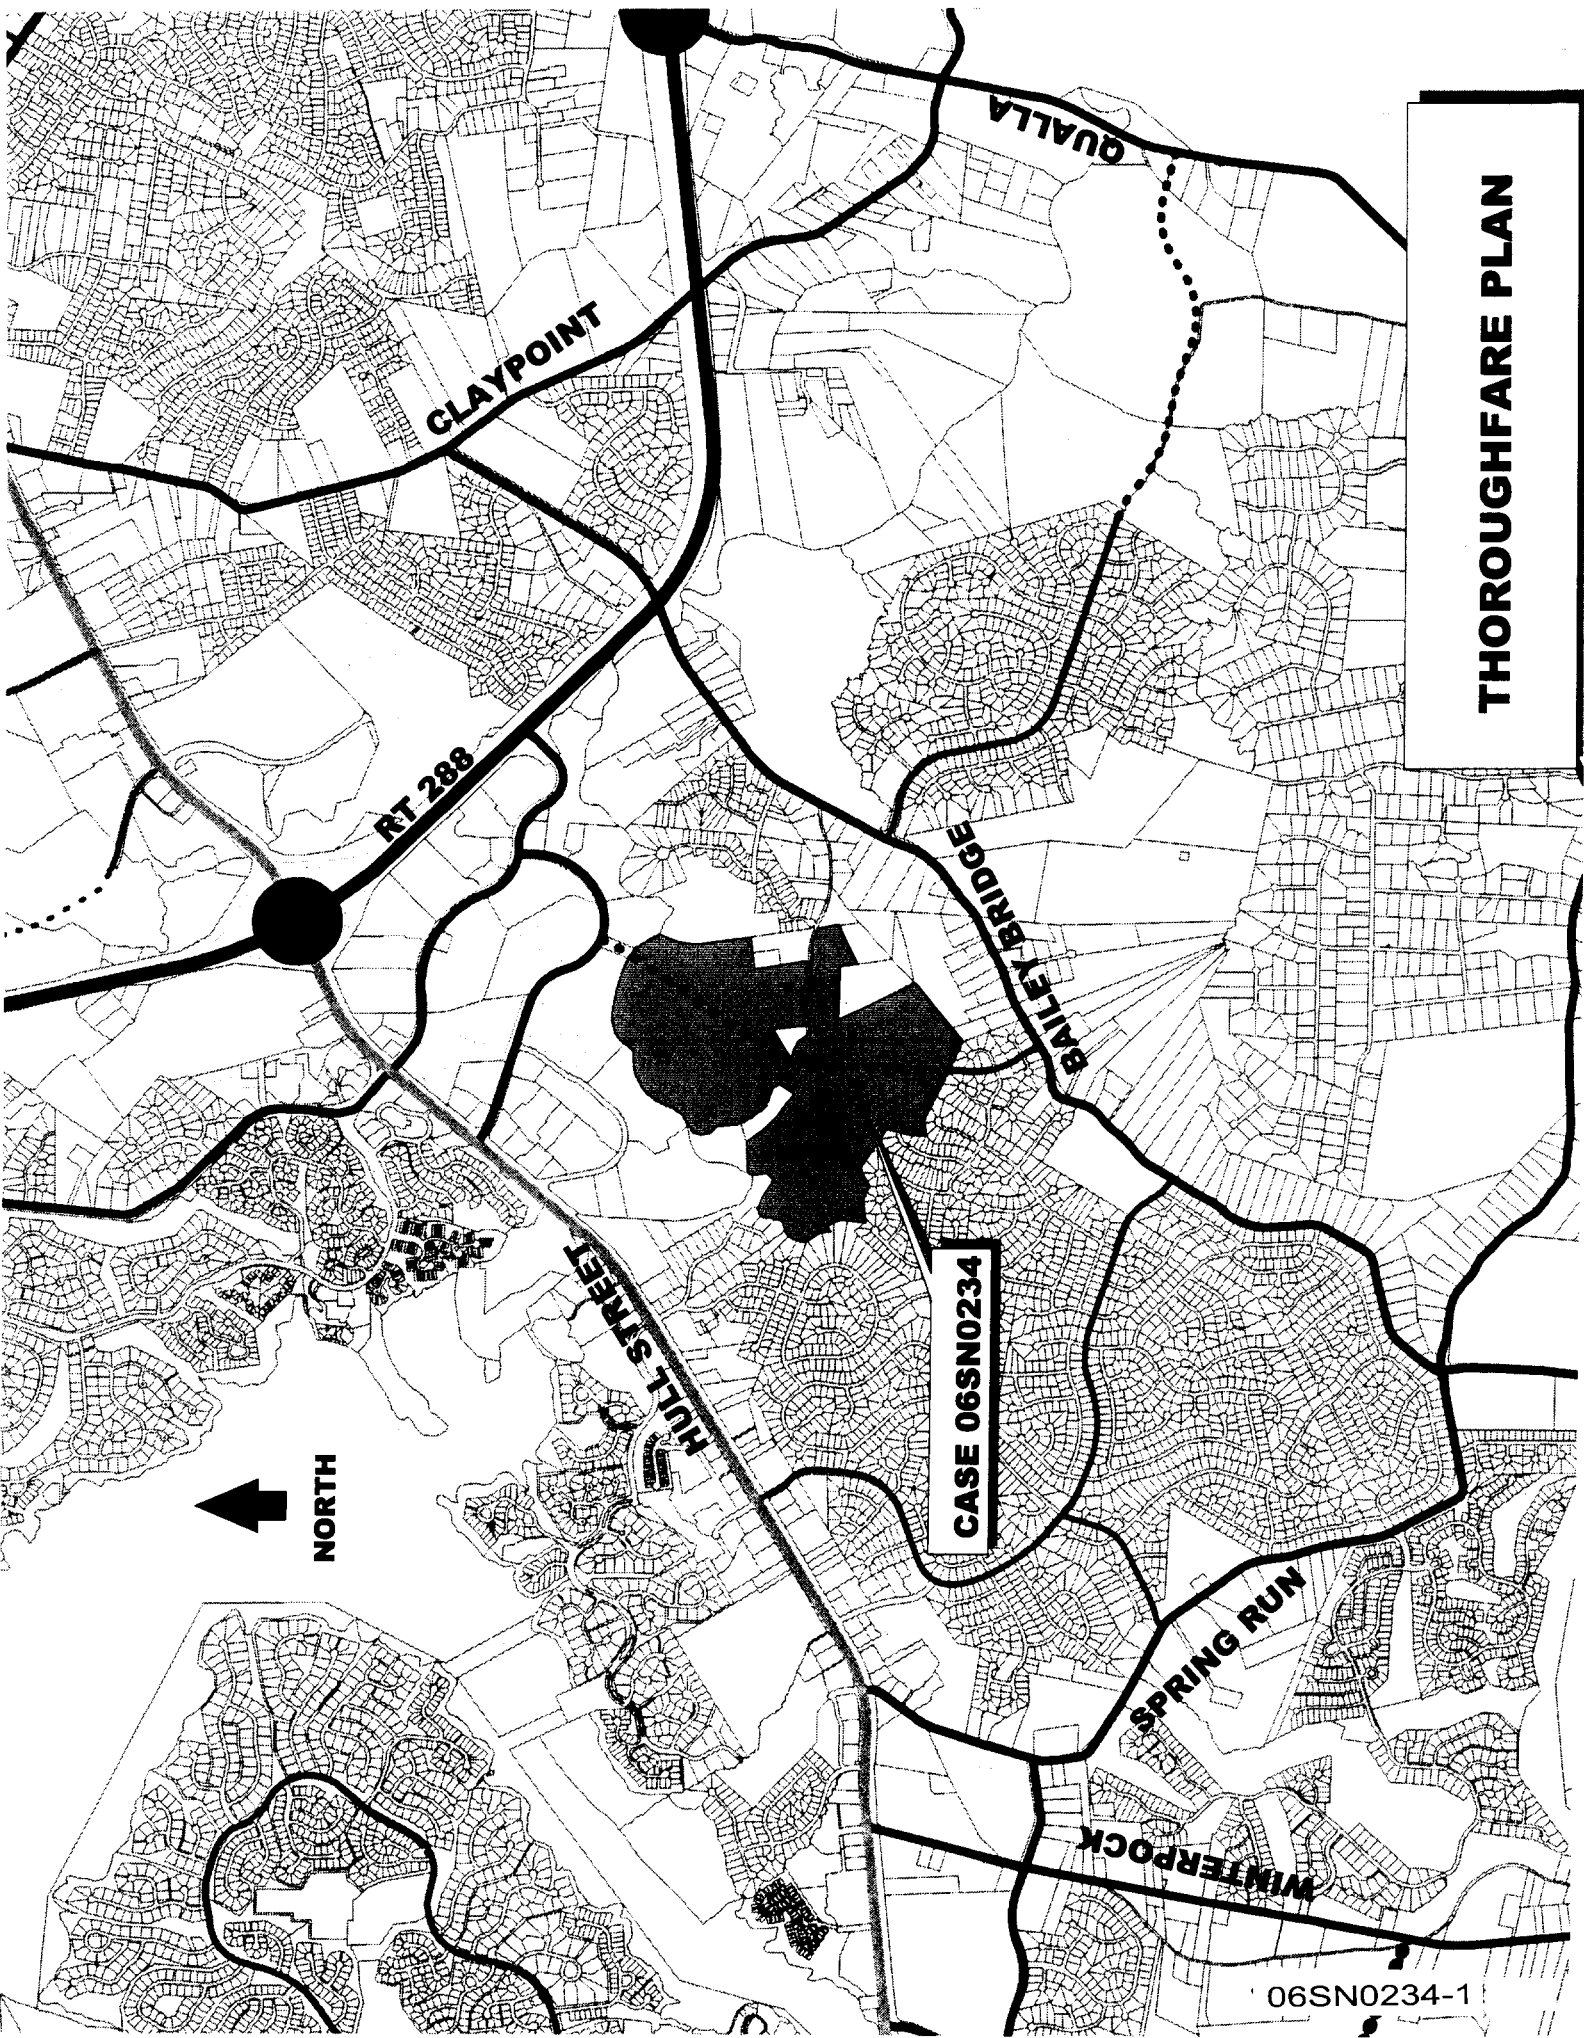 QUALLA
CLAYPOINT
THOROUGHFARE PLAN
RT 288
BAILEY BRIDGE
HULL STREET
CASE 06SN0234
NORTH
SPRING RUN
WINTERPOCK
06SN0234-1